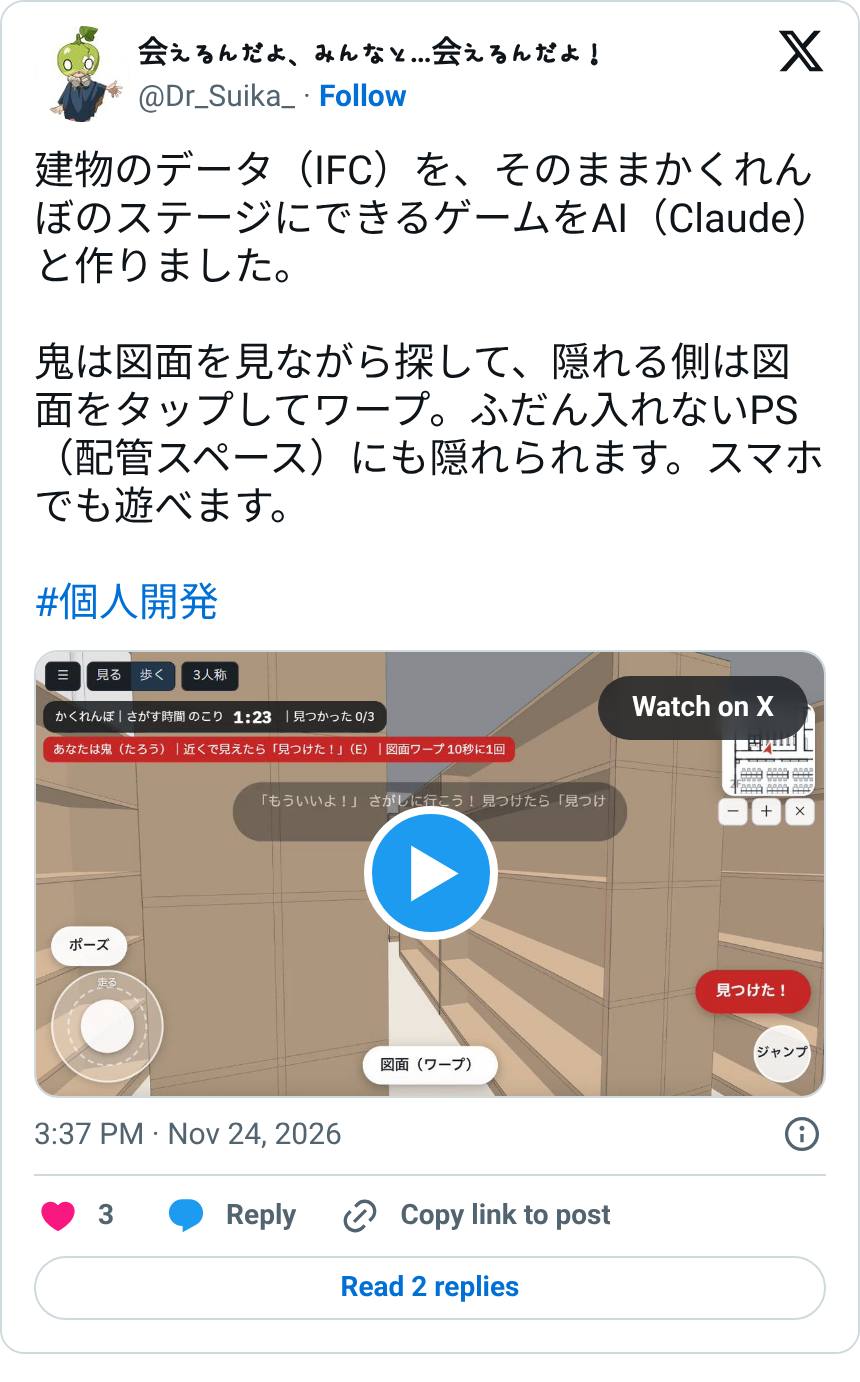 会えるんだよ、みんなと...会えるんだよ！
@Dr_Suika_ · Follow
建物のデータ（IFC）を、そのままかくれん
ぼのステージにできるゲームをAI（Claude）
と作りました。
鬼は図面を見ながら探して、隠れる側は図
面をタップしてワープ。ふだん入れないPS
（配管スペース）にも隠れられます。スマホ
でも遊べます。
#個人開発
見る 歩く 3人称
Watch on X
かくれんぼ | さがす時間 のこり 1:23 | 見つかった 0/3
あなたは鬼（たろう） | 近くで見えたら「見つけた！」（E） | 図面ワープ 10秒に1回
2F
「もういいよ！」 さがしに行こう！ 見つけたら「見つけ
− + ×
ポーズ
走る
見つけた！
ジャンプ
図面（ワープ）
3:37 PM · Nov 24, 2026
3 Reply Copy link to post
Read 2 replies